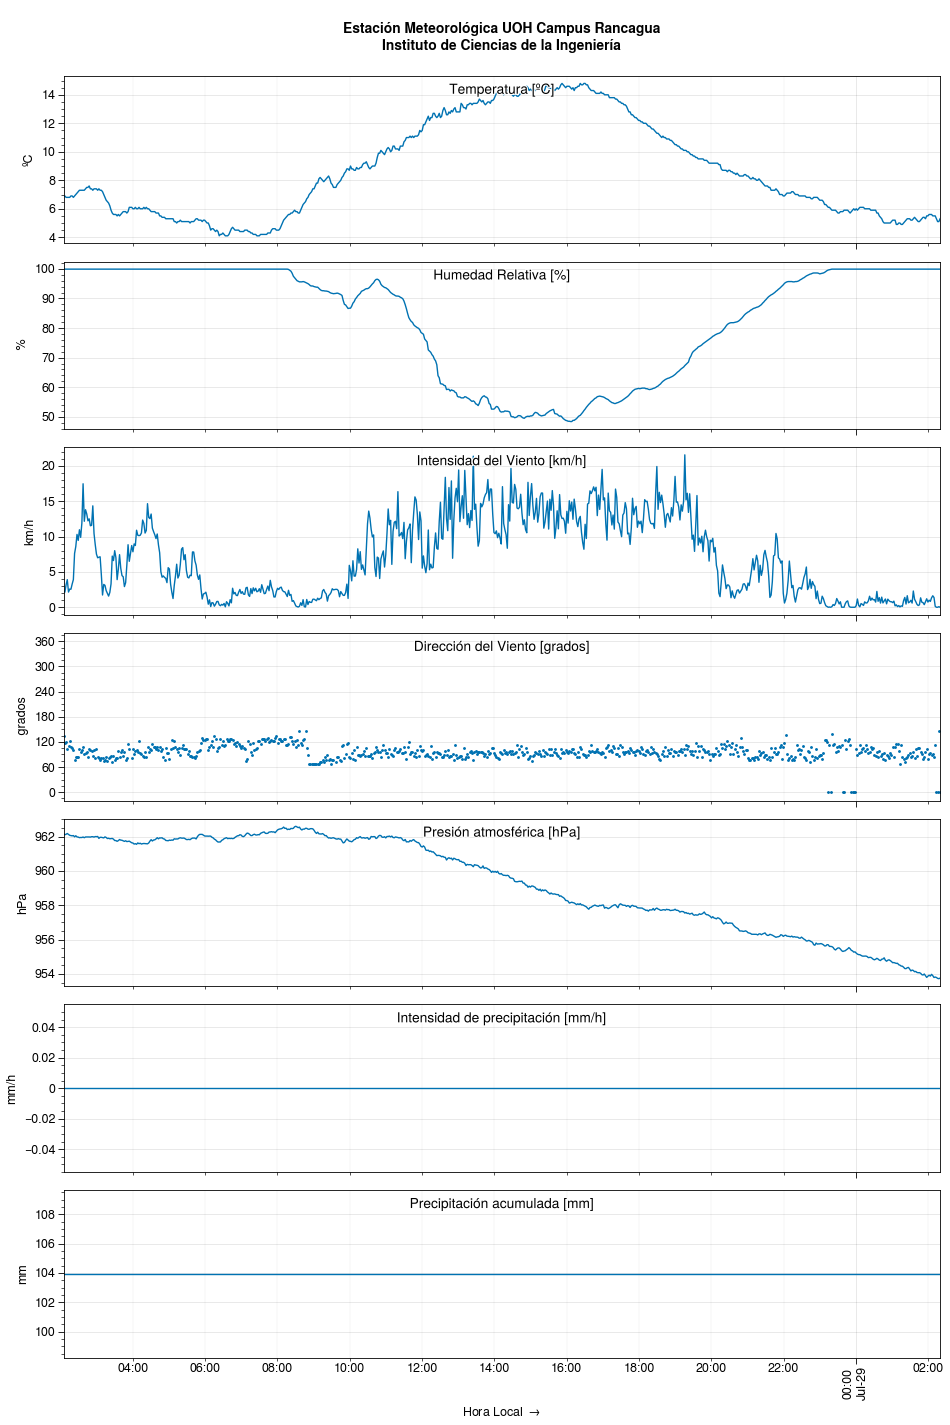 Estación Meteorológica UOH Campus Rancagua
Instituto de Ciencias de la Ingeniería
Temperatura [ºC]
ºC
14
12
10
8
6
4
Humedad Relativa [%]
%
100
90
80
70
60
50
Intensidad del Viento [km/h]
km/h
20
15
10
5
0
Dirección del Viento [grados]
grados
360
300
240
180
120
60
0
Presión atmosférica [hPa]
hPa
962
960
958
956
954
Intensidad de precipitación [mm/h]
mm/h
0.04
0.02
0
−0.02
−0.04
Precipitación acumulada [mm]
mm
108
106
104
102
100
04:00 06:00 08:00 10:00 12:00 14:00 16:00 18:00 20:00 22:00 00:00 02:00
Jul-29
Hora Local →